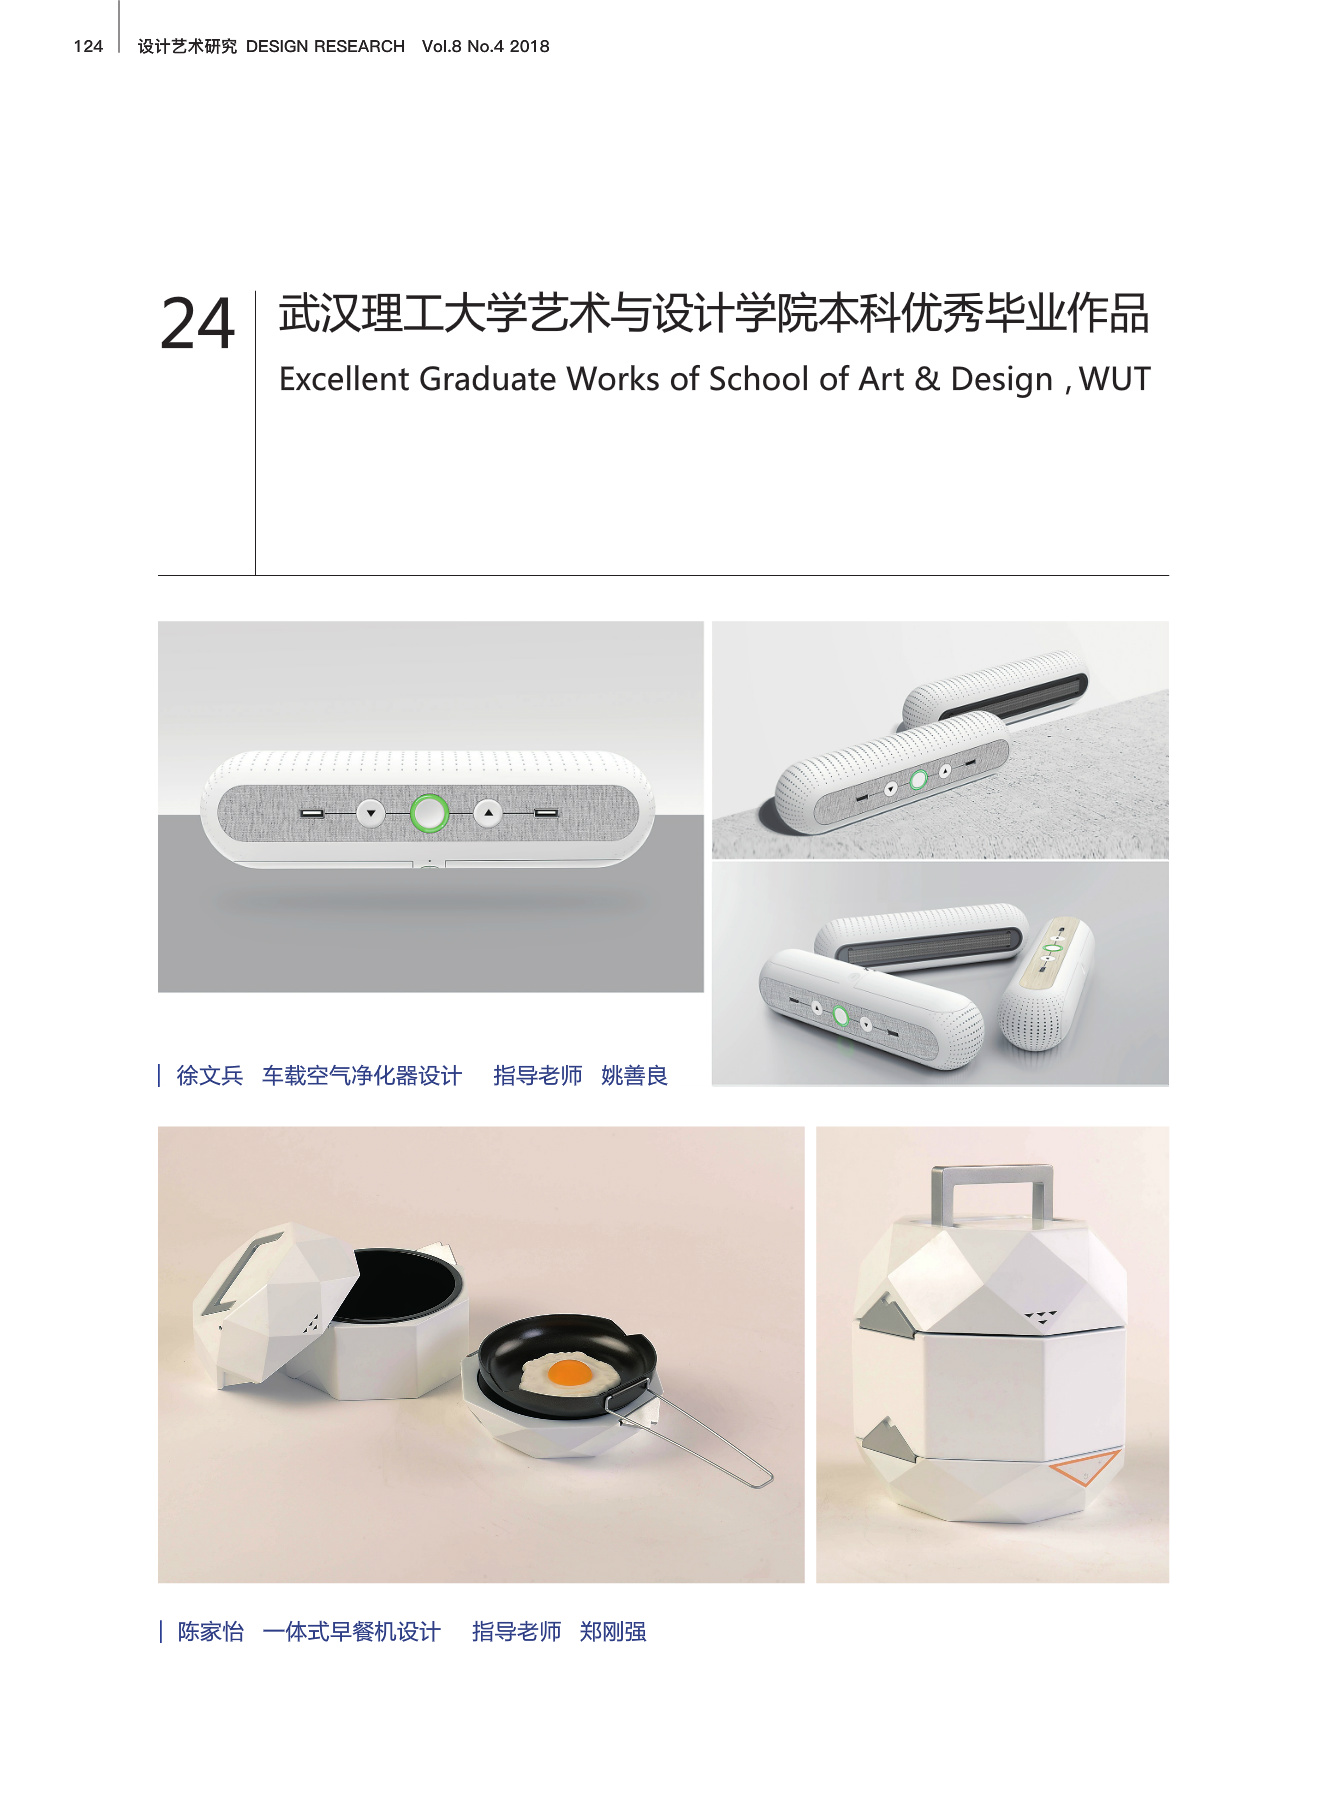 124 设计艺术研究 DESIGN RESEARCH Vol.8 No.4 2018
24
武汉理工大学艺术与设计学院本科优秀毕业作品
Excellent Graduate Works of School of Art & Design , WUT
徐文兵 车载空气净化器设计 指导老师 姚善良
陈家怡 一体式早餐机设计 指导老师 郑刚强